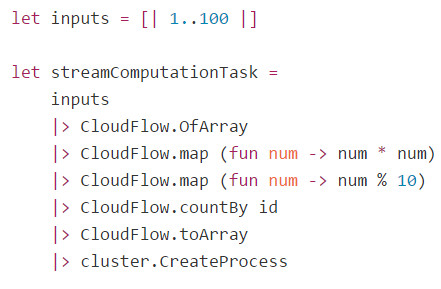 let inputs = [| 1..100 |]
let streamComputationTask =
inputs
|> CloudFlow.OfArray
|> CloudFlow.map (fun num -> num * num)
|> CloudFlow.map (fun num -> num % 10)
|> CloudFlow.countBy id
|> CloudFlow.toArray
|> cluster.CreateProcess